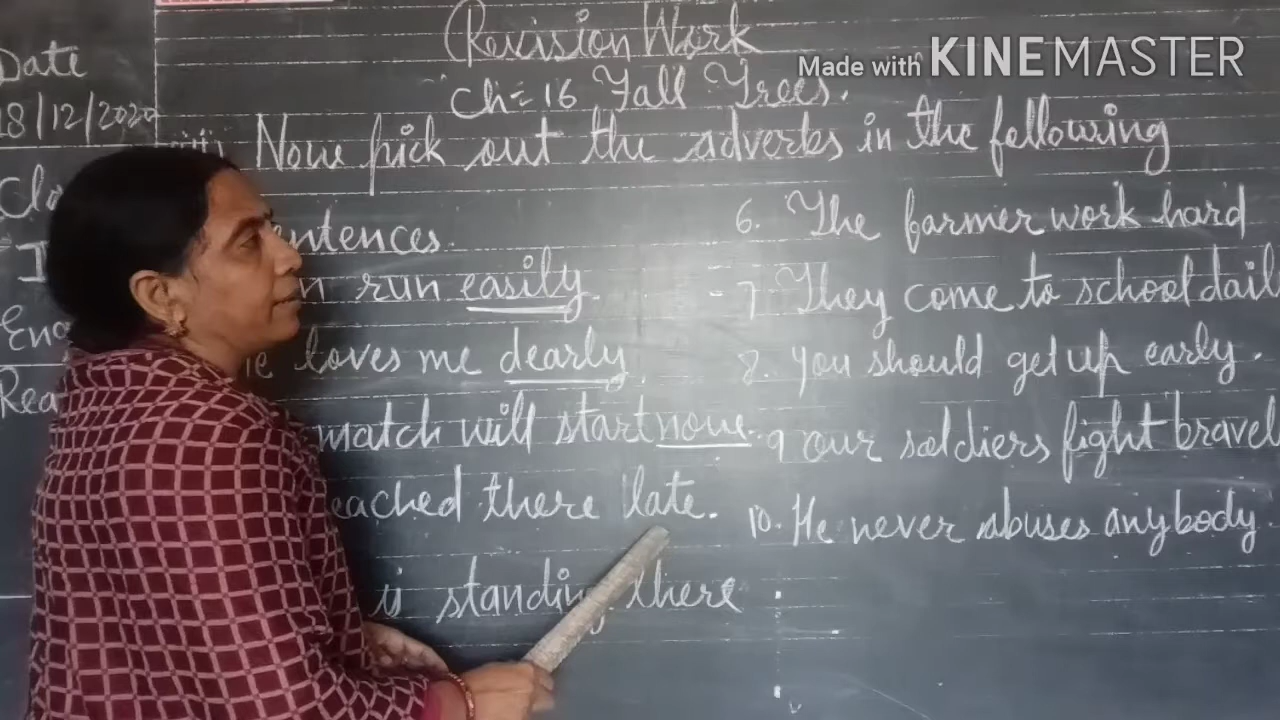 Revision Work
Made with KINEMASTER
Date
18/12/2020
Ch= 16 Fall Trees.
Now pick out the adverbs in the following
entences.
n run easily.
e loves me dearly
match will start now.
eached there late.
is standing there
6. The farmer work hard
7. They come to school dail
8. You should get up early.
9 our soldiers fight bravel
10. He never abuses anybody.